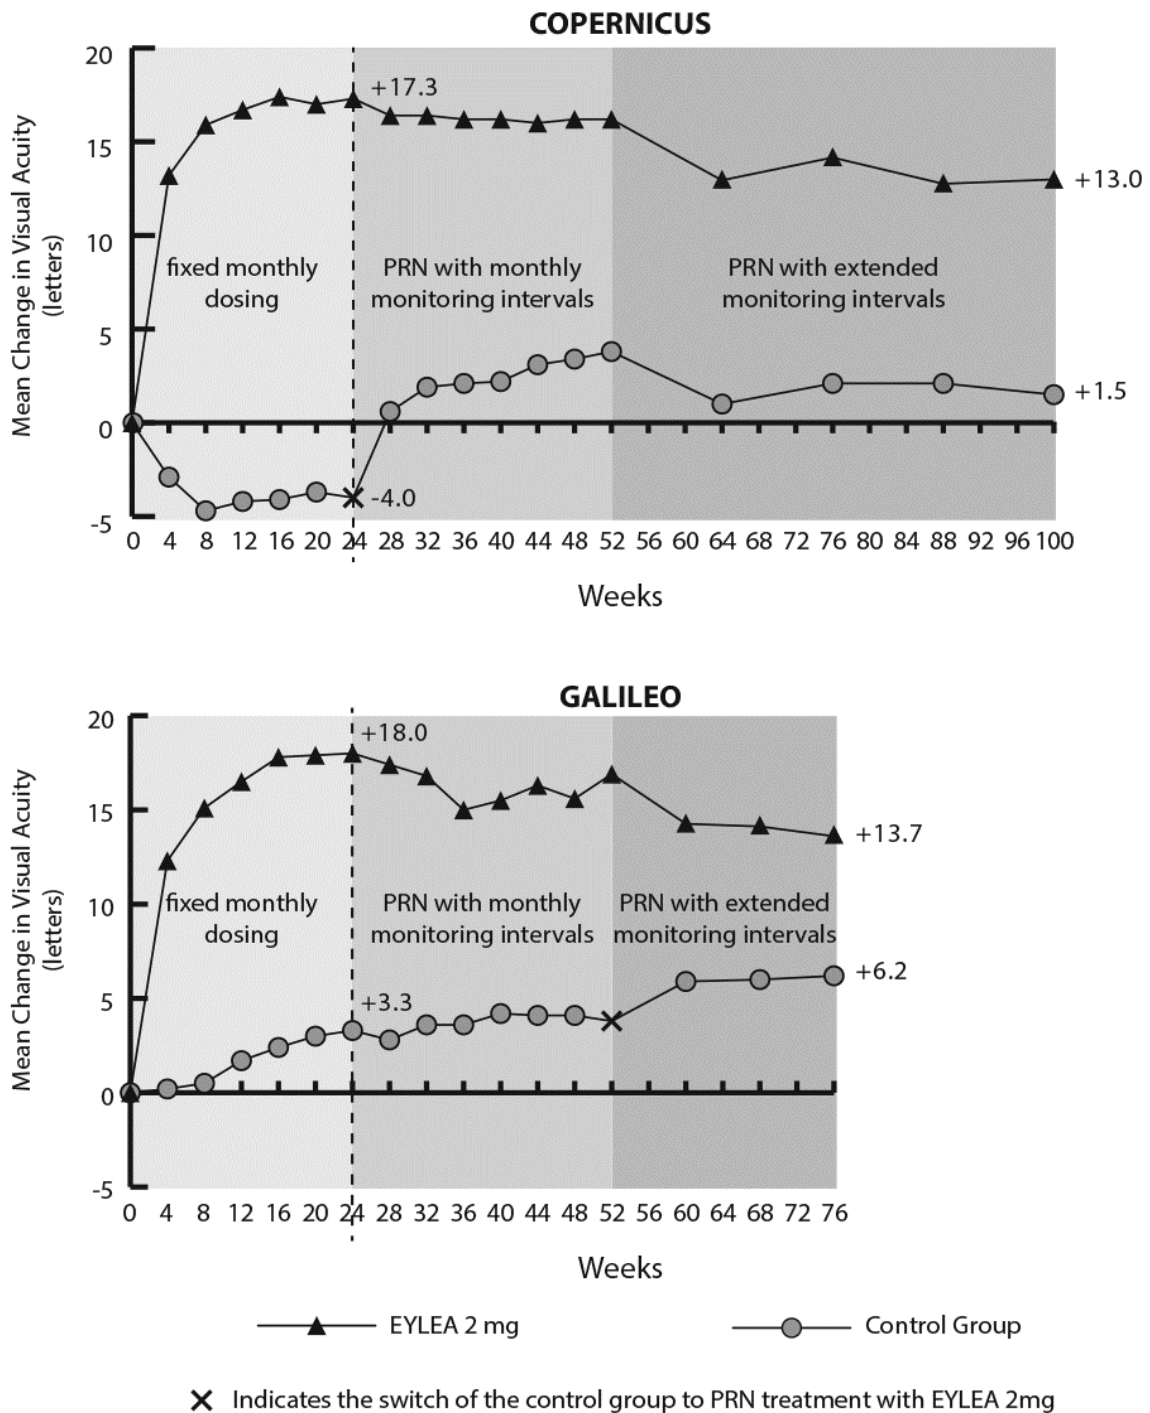 COPERNICUS
Mean Change in Visual Acuity
(letters)
20
15
10
5
0
-5
+17.3
+13.0
fixed monthly
dosing
PRN with monthly
monitoring intervals
PRN with extended
monitoring intervals
+1.5
-4.0
0 4 8 12 16 20 24 28 32 36 40 44 48 52 56 60 64 68 72 76 80 84 88 92 96 100
Weeks
GALILEO
Mean Change in Visual Acuity
(letters)
20
15
10
5
0
-5
+18.0
+13.7
fixed monthly
dosing
PRN with monthly
monitoring intervals
PRN with extended
monitoring intervals
+6.2
+3.3
0 4 8 12 16 20 24 28 32 36 40 44 48 52 56 60 64 68 72 76
Weeks
EYLEA 2 mg
Control Group
Indicates the switch of the control group to PRN treatment with EYLEA 2mg